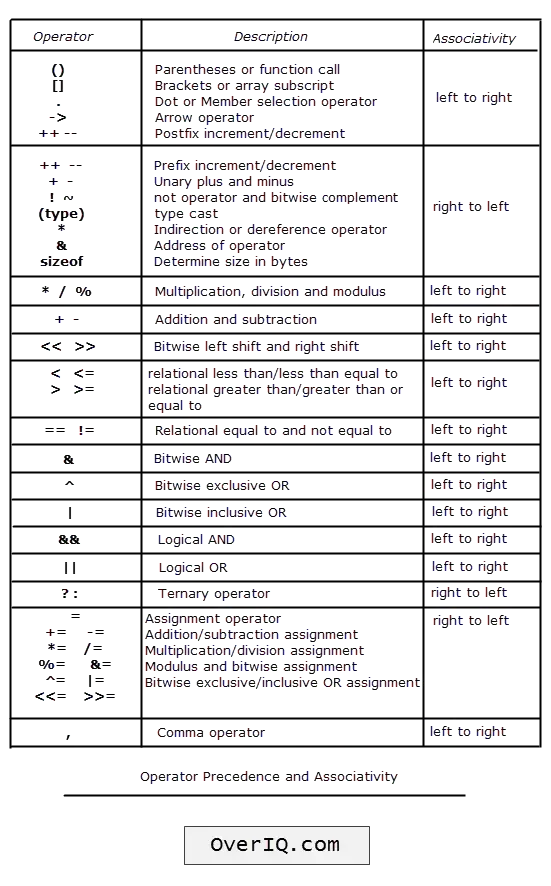 Operator Description Associativity
() Parentheses or function call
[] Brackets or array subscript
. Dot or Member selection operator left to right
-> Arrow operator
++ -- Postfix increment/decrement
++ -- Prefix increment/decrement
+ - Unary plus and minus
! ~ not operator and bitwise complement
(type) type cast right to left
* Indirection or dereference operator
& Address of operator
sizeof Determine size in bytes
* / % Multiplication, division and modulus left to right
+ - Addition and subtraction left to right
<< >> Bitwise left shift and right shift left to right
< <= relational less than/less than equal to left to right
> >= relational greater than/greater than or
equal to
== != Relational equal to and not equal to left to right
& Bitwise AND left to right
^ Bitwise exclusive OR left to right
| Bitwise inclusive OR left to right
&& Logical AND left to right
|| Logical OR left to right
? : Ternary operator right to left
= Assignment operator right to left
+= -= Addition/subtraction assignment
*= /= Multiplication/division assignment
%= &= Modulus and bitwise assignment
^= |= Bitwise exclusive/inclusive OR assignment
<<= >>=
, Comma operator left to right
Operator Precedence and Associativity
OverIQ.com